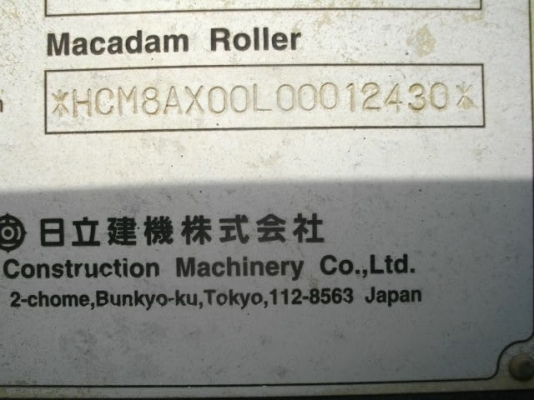 Macadam Roller
*HCM8AX00L00012430*
日立建機株式会社
Construction Machinery Co.,Ltd.
2-chome,Bunkyo-ku,Tokyo,112-8563 Japan